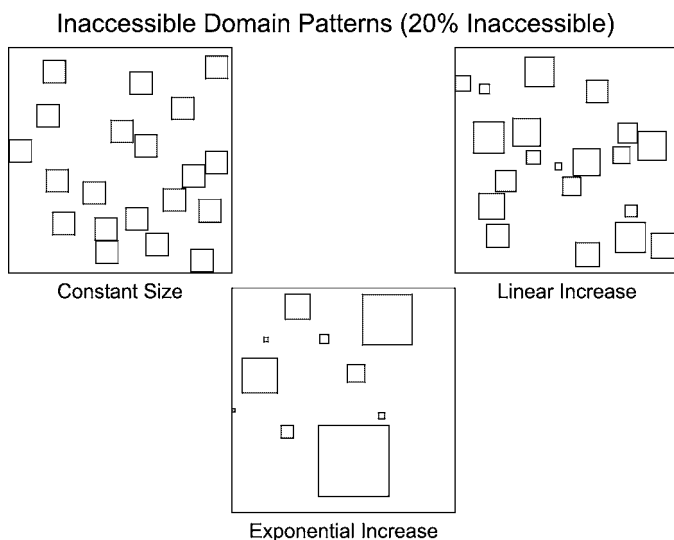 Inaccessible Domain Patterns (20% Inaccessible)
Constant Size
Linear Increase
Exponential Increase